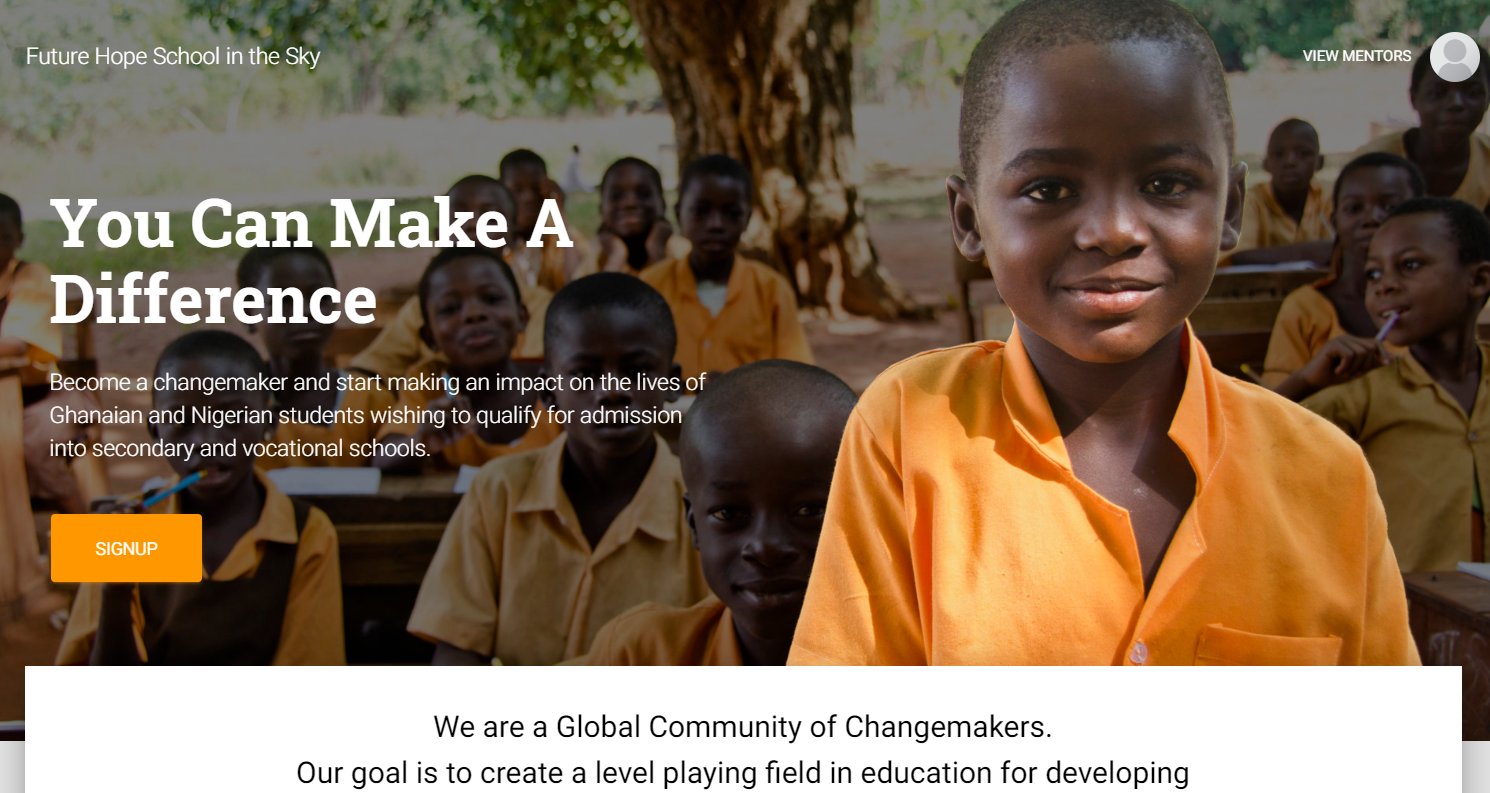 Future Hope School in the Sky
VIEW MENTORS
You Can Make A
Difference
Become a changemaker and start making an impact on the lives of
Ghanaian and Nigerian students wishing to qualify for admission
into secondary and vocational schools.
SIGNUP
We are a Global Community of Changemakers.
Our goal is to create a level playing field in education for developing